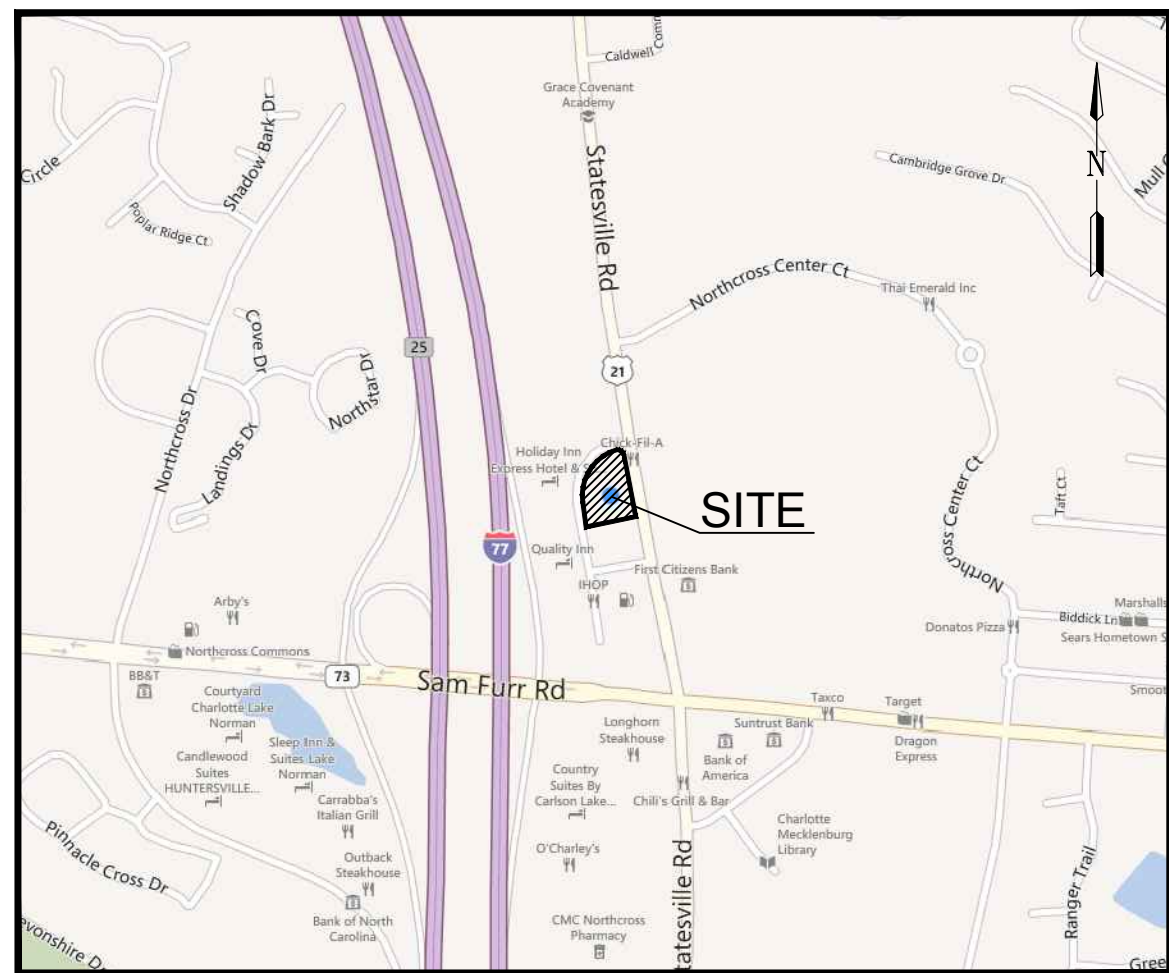 Caldwell Comm
Grace Covenant
Academy
N
Circle
Shadow Bark Dr
Statesville Rd
Cambridge Grove Dr
Poplar Ridge Ct
Northcross Center Ct
Thai Emerald Inc
Cove Dr
25
21
Northstar Dr
Northcross Dr
Landings Dr
Chick-Fil-A
Holiday Inn
Express Hotel & S
SITE
Northcross Center Ct
Taft Ct
77
Quality Inn
First Citizens Bank
IHOP
Arby's
Marshalls
Biddick Ln
Donatos Pizza
Sears Hometown S
Northcross Commons
73
BB&T
Sam Furr Rd
Smoot
Courtyard
Charlotte Lake
Norman
Taxco
Target
Longhorn
Steakhouse
Suntrust Bank
Dragon
Express
Sleep Inn &
Suites Lake
Norman
Candlewood
Suites
HUNTERSVILLE...
Bank of
America
Country
Suites By
Carlson Lake...
Chili's Grill & Bar
Carrabba's
Italian Grill
Charlotte
Mecklenburg
Library
Pinnacle Cross Dr
O'Charley's
Outback
Steakhouse
Statesville Rd
Ranger Trail
Bank of North
Carolina
CMC Northcross
Pharmacy
evonshire Dr
Gree